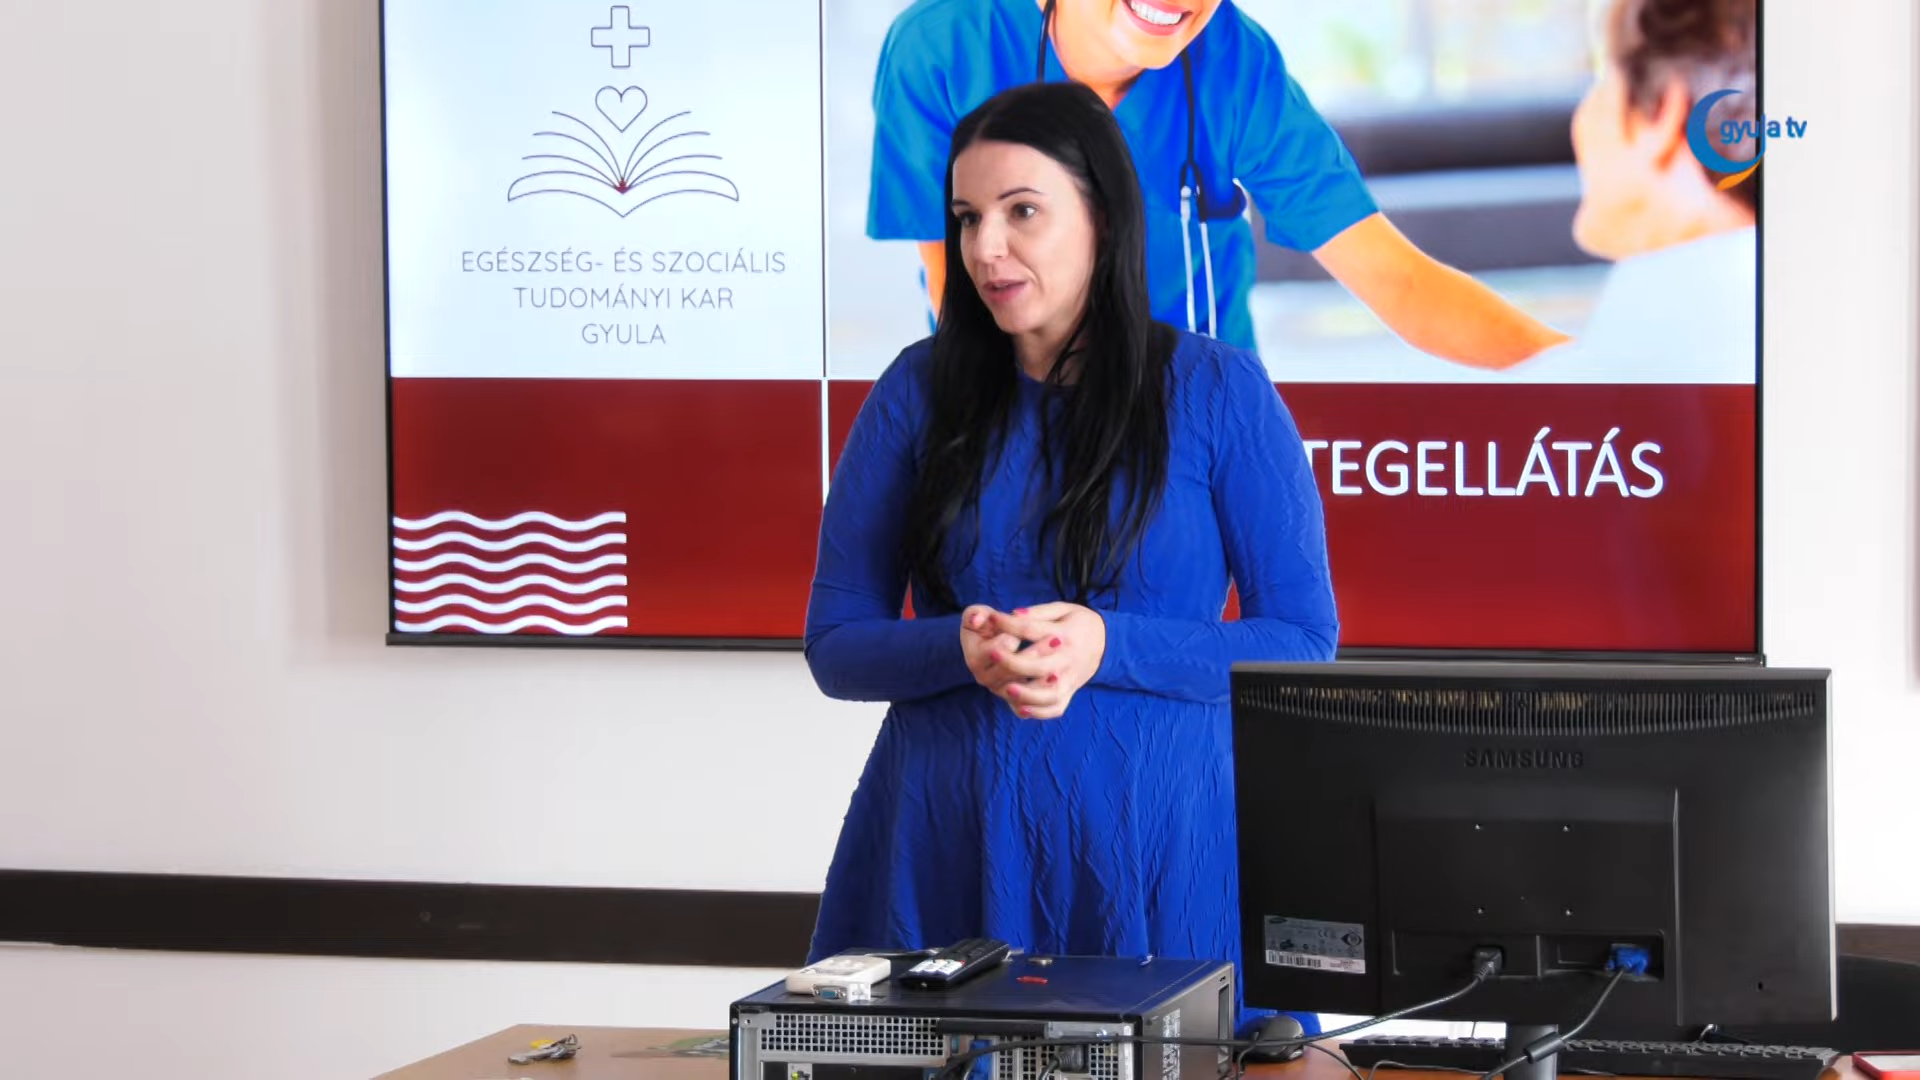 EGÉSZSÉG- ÉS SZOCIÁLIS
TUDOMÁNYI KAR
GYULA
gyula tv
TEGELLÁTÁS
SAMSUNG